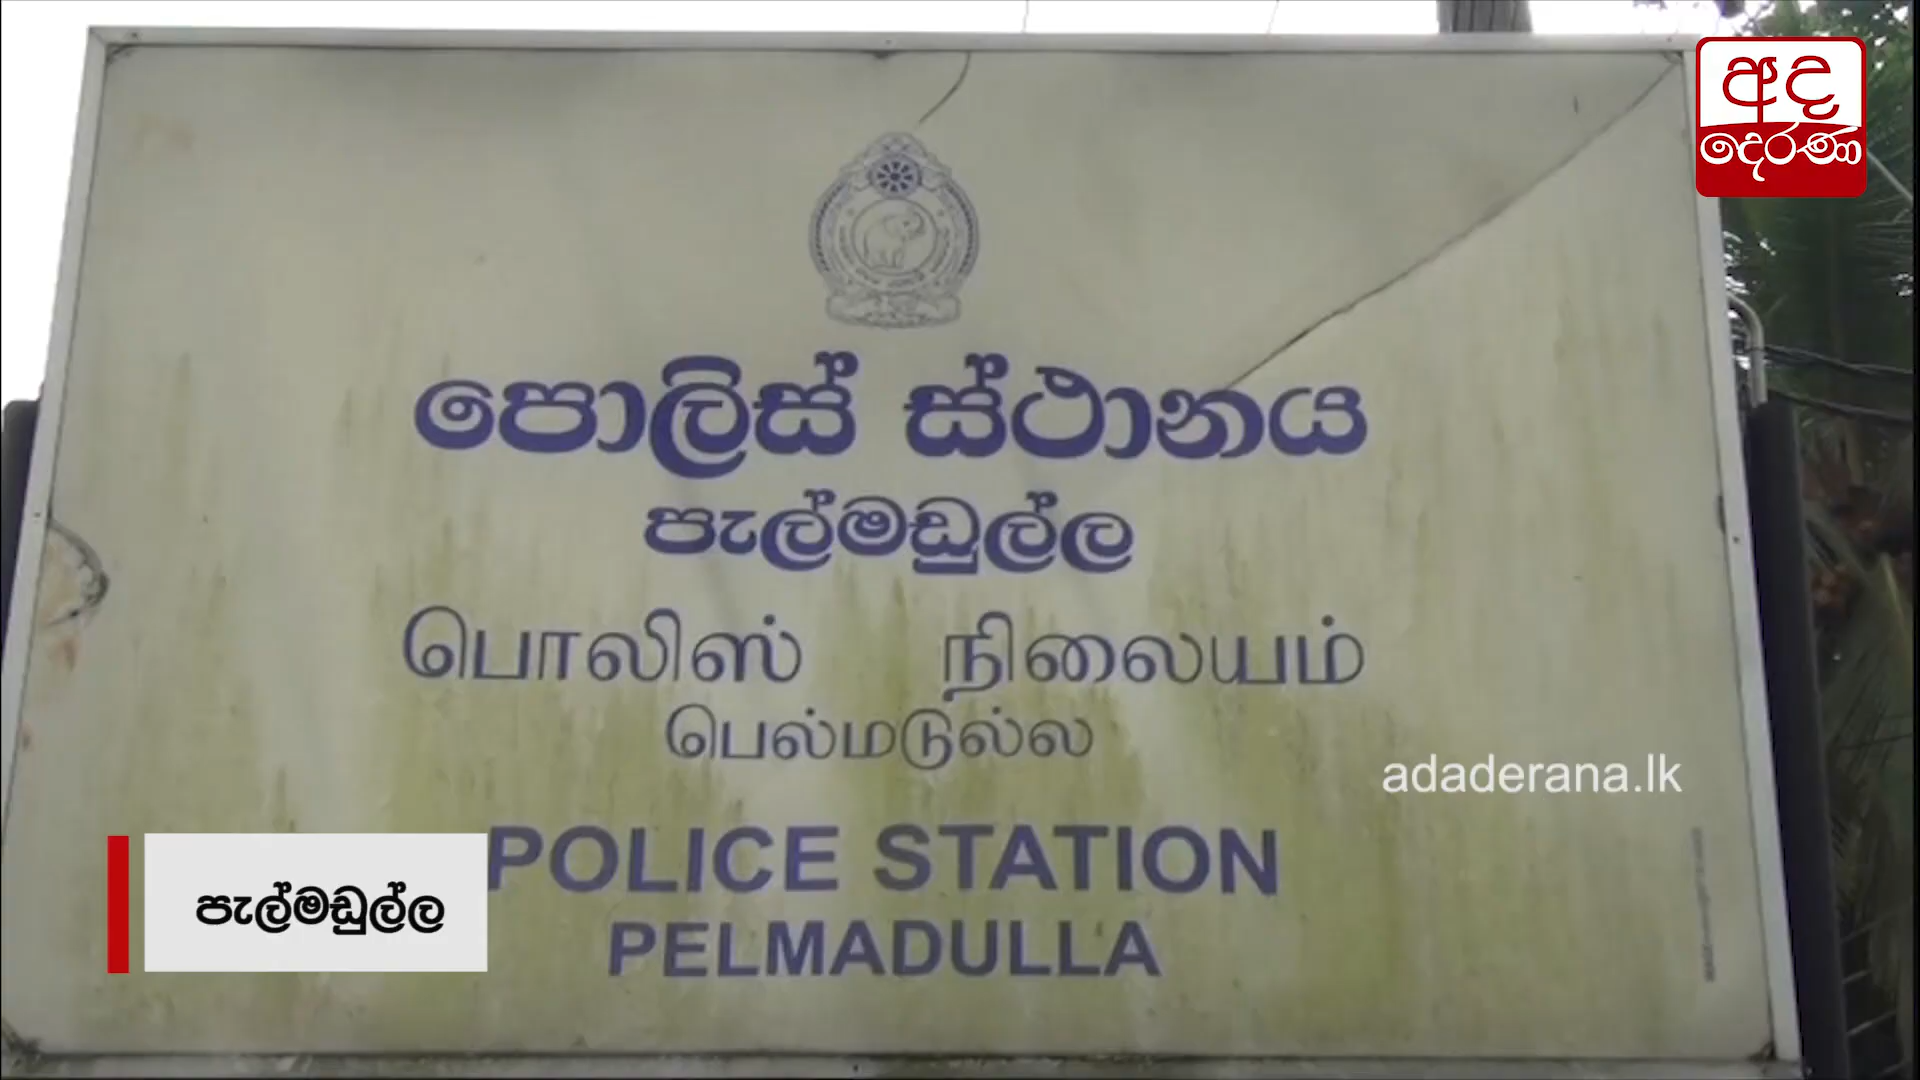 අද
දෙරණ
පොලිස් ස්ථානය
පැල්මඩුල්ල
பொலிஸ் நிலையம்
பெல்மடுல்ல
adaderana.lk
POLICE STATION
පැල්මඩුල්ල
PELMADULLA